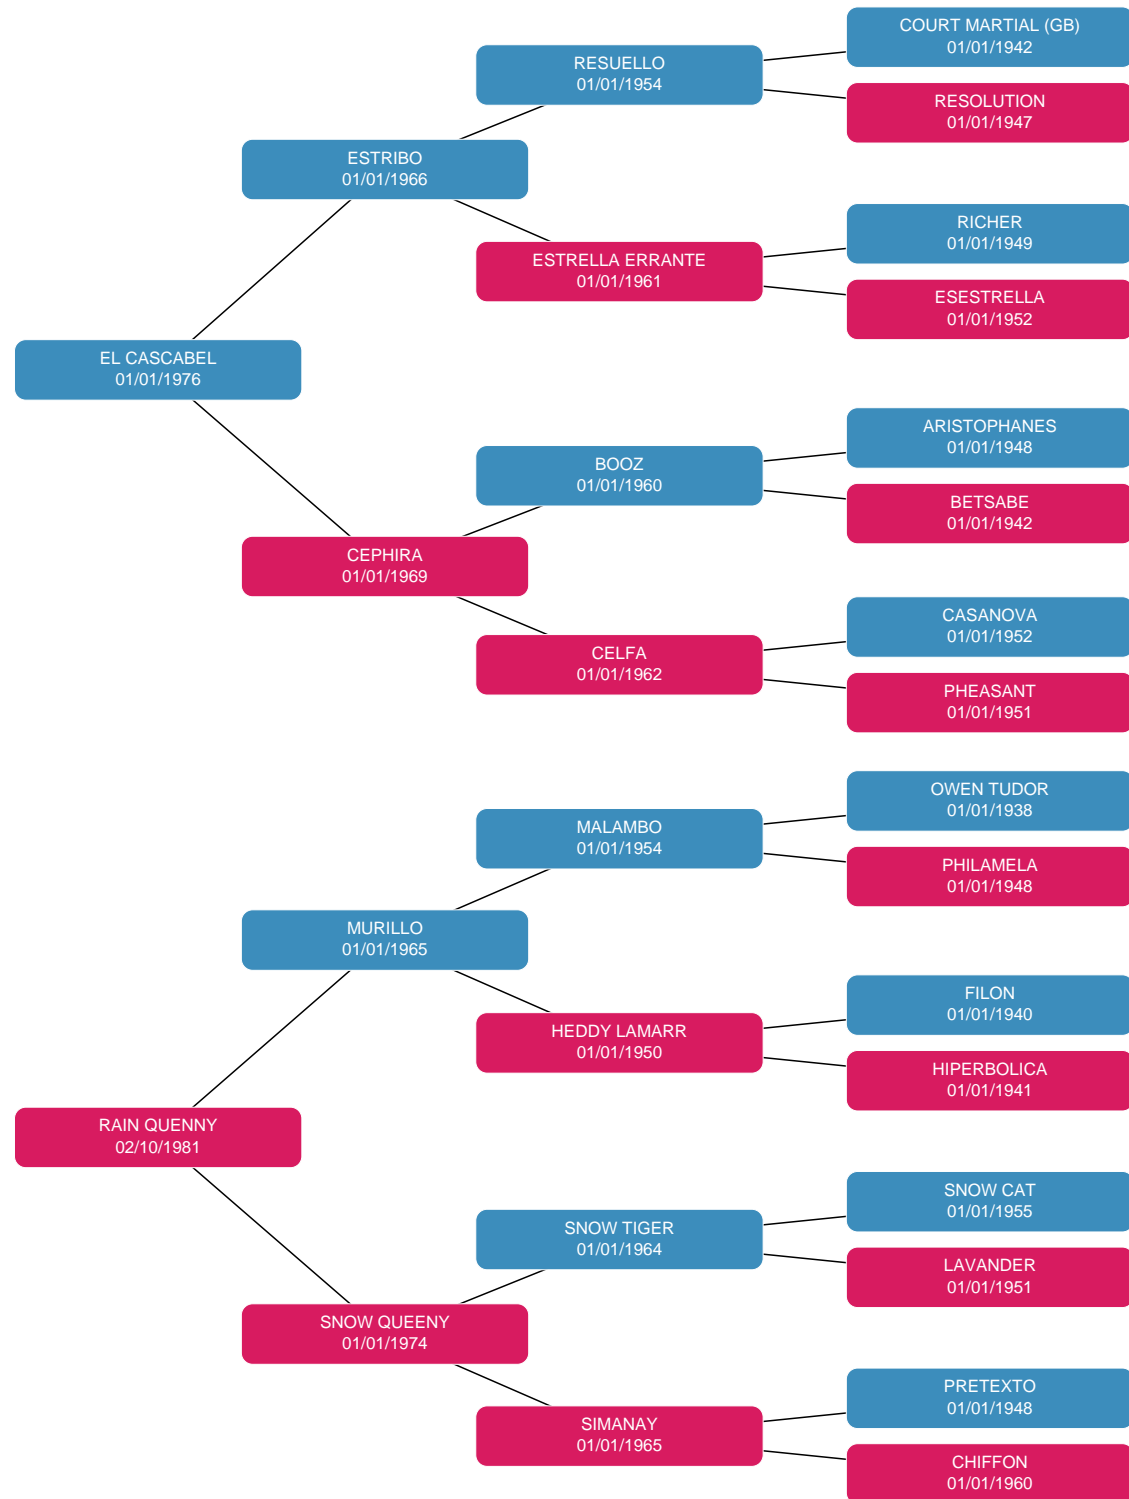 COURT MARTIAL (GB)
01/01/1942
RESUELLO
01/01/1954
RESOLUTION
01/01/1947
ESTRIBO
01/01/1966
RICHER
01/01/1949
ESTRELLA ERRANTE
01/01/1961
ESESTRELLA
01/01/1952
EL CASCABEL
01/01/1976
ARISTOPHANES
01/01/1948
BOOZ
01/01/1960
BETSABE
01/01/1942
CEPHIRA
01/01/1969
CASANOVA
01/01/1952
CELFA
01/01/1962
PHEASANT
01/01/1951
OWEN TUDOR
01/01/1938
MALAMBO
01/01/1954
PHILAMELA
01/01/1948
MURILLO
01/01/1965
FILON
01/01/1940
HEDDY LAMARR
01/01/1950
HIPERBOLICA
01/01/1941
RAIN QUENNY
02/10/1981
SNOW CAT
01/01/1955
SNOW TIGER
01/01/1964
LAVANDER
01/01/1951
SNOW QUEENY
01/01/1974
PRETEXTO
01/01/1948
SIMANAY
01/01/1965
CHIFFON
01/01/1960